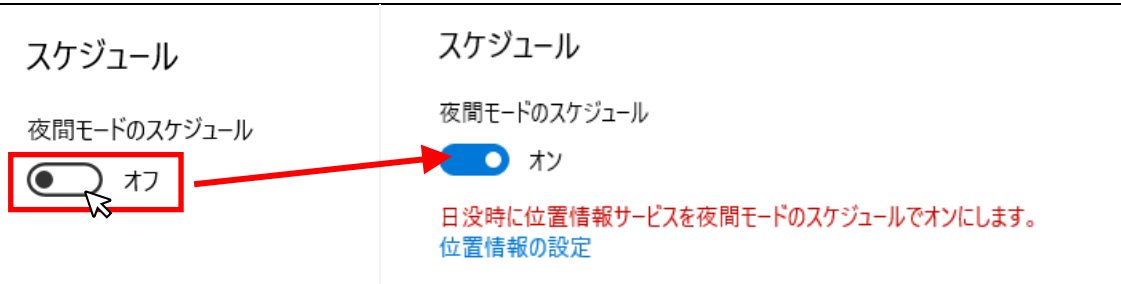 スケジュール
夜間モードのスケジュール
オフ
スケジュール
夜間モードのスケジュール
オン
日没時に位置情報サービスを夜間モードのスケジュールでオンにします。
位置情報の設定